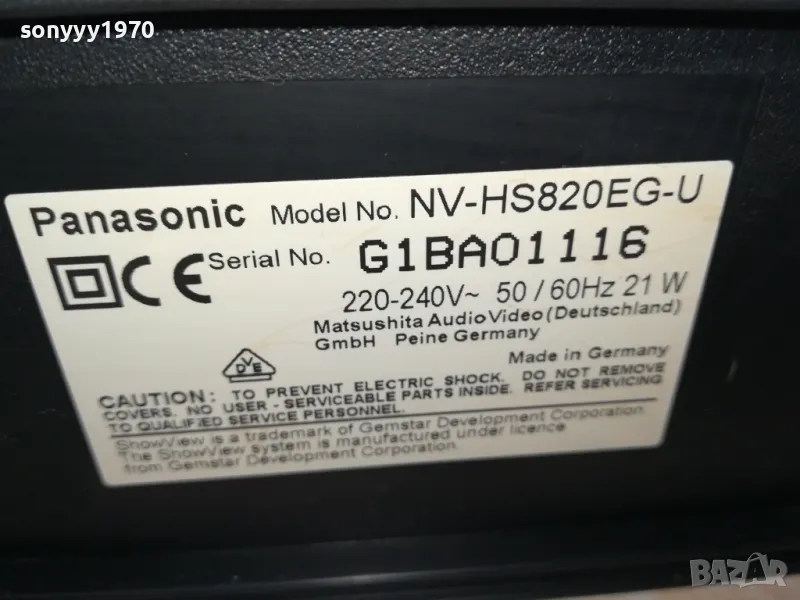 sonyyy1970
Panasonic Model No. NV-HS820EG-U
CE Serial No. G1BA01116
220-240V~ 50 / 60Hz 21 W
Matsushita Audio Video (Deutschland)
GmbH Peine Germany
DVE
Made in Germany
CAUTION: TO PREVENT ELECTRIC SHOCK. DO NOT REMOVE
COVERS. NO USER - SERVICEABLE PARTS INSIDE. REFER SERVICING
TO QUALIFIED SERVICE PERSONNEL.
ShowView is a trademark of Gemstar Development Corporation.
The ShowView system is manufactured under licence
from Gemstar Development Corporation.
BAZAR